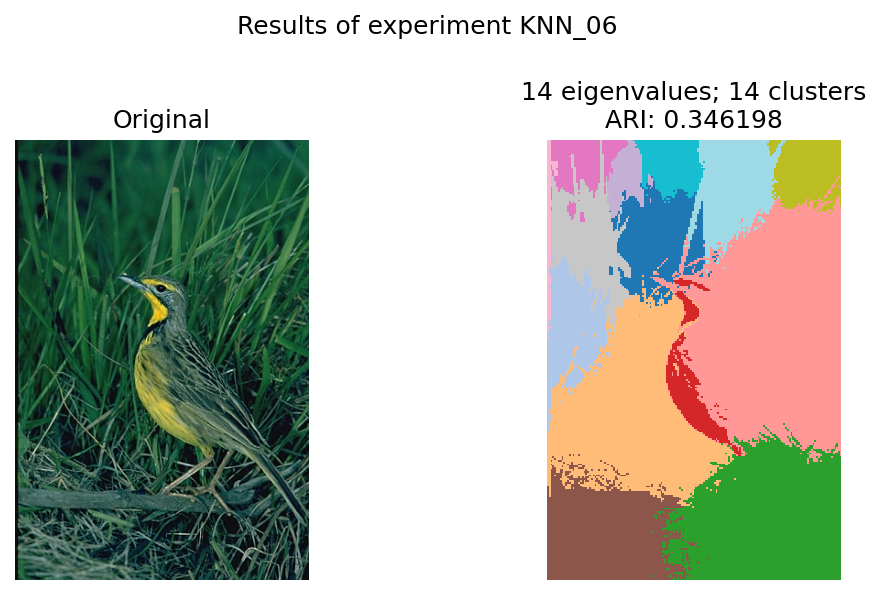 Results of experiment KNN_06
Original
14 eigenvalues; 14 clusters
ARI: 0.346198